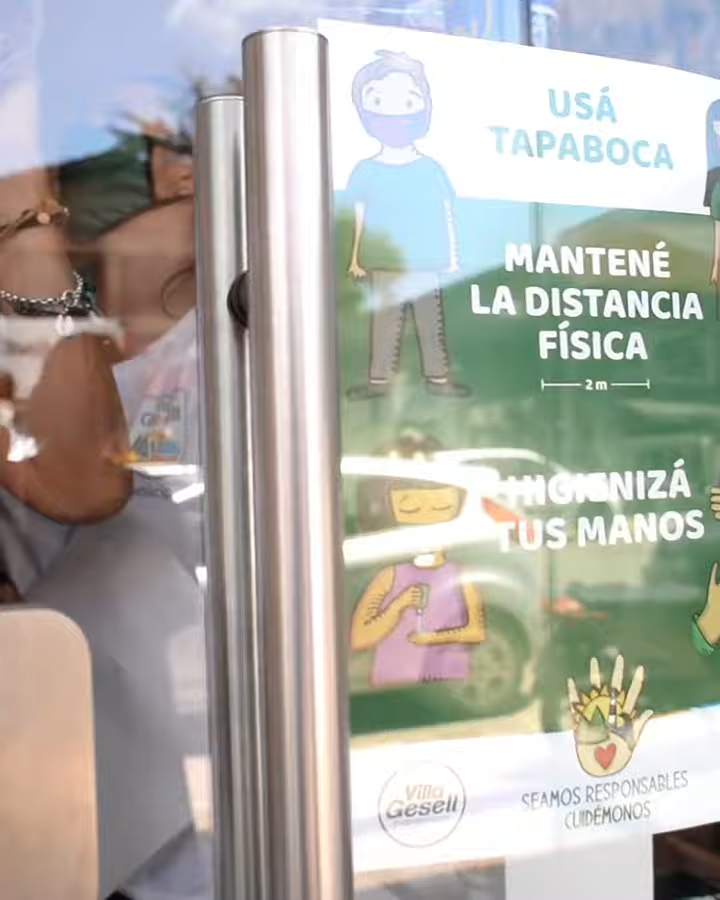 USÁ
TAPABOCA
MANTENÉ
LA DISTANCIA
FÍSICA
2 m
HIGIENIZÁ
TUS MANOS
Villa
Gesell
SEAMOS RESPONSABLES
CUIDÉMONOS